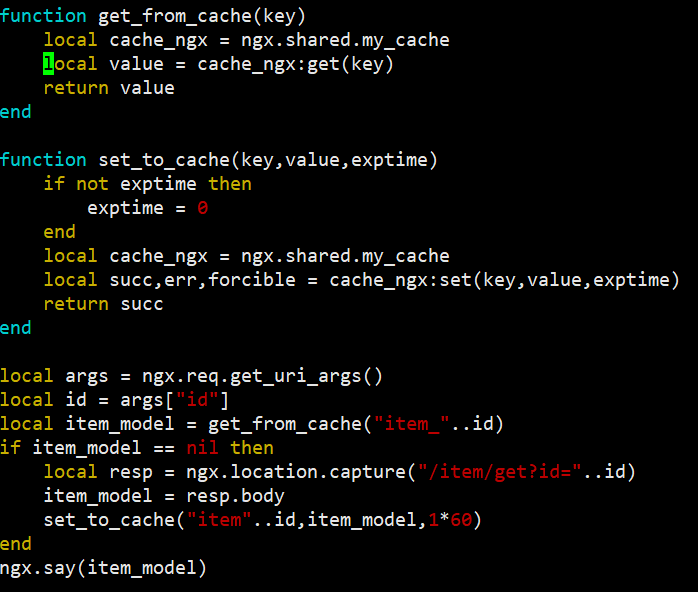 function get_from_cache(key)
    local cache_ngx = ngx.shared.my_cache
    local value = cache_ngx:get(key)
    return value
end

function set_to_cache(key,value,exptime)
    if not exptime then
        exptime = 0
    end
    local cache_ngx = ngx.shared.my_cache
    local succ,err,forcible = cache_ngx:set(key,value,exptime)
    return succ
end

local args = ngx.req.get_uri_args()
local id = args["id"]
local item_model = get_from_cache("item_"..id)
if item_model == nil then
    local resp = ngx.location.capture("/item/get?id="..id)
    item_model = resp.body
    set_to_cache("item"..id,item_model,1*60)
end
ngx.say(item_model)